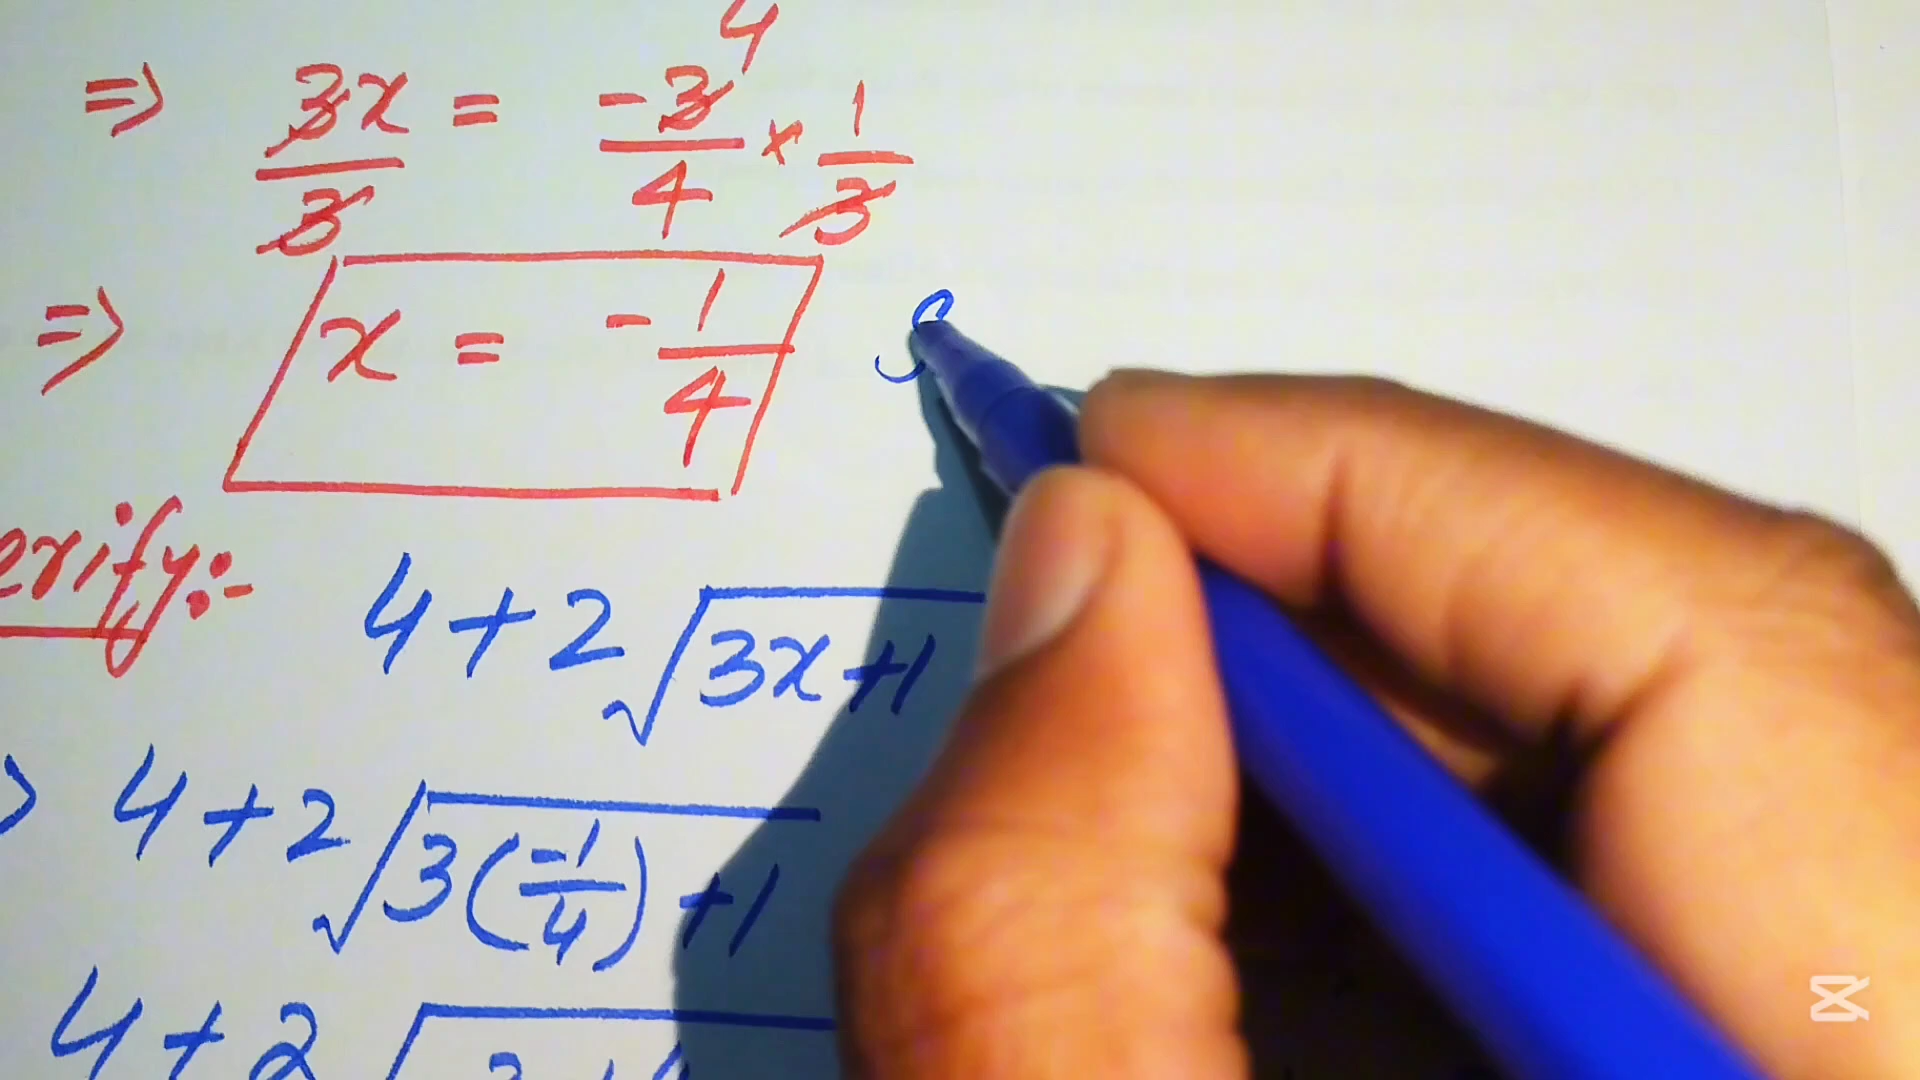 4
⇒ 3x/3 = -3/4 × 1/3
⇒ x = -1/4
S
erify:-
4+2√3x+1
> 4+2√3(-1/4)+1
4+2√